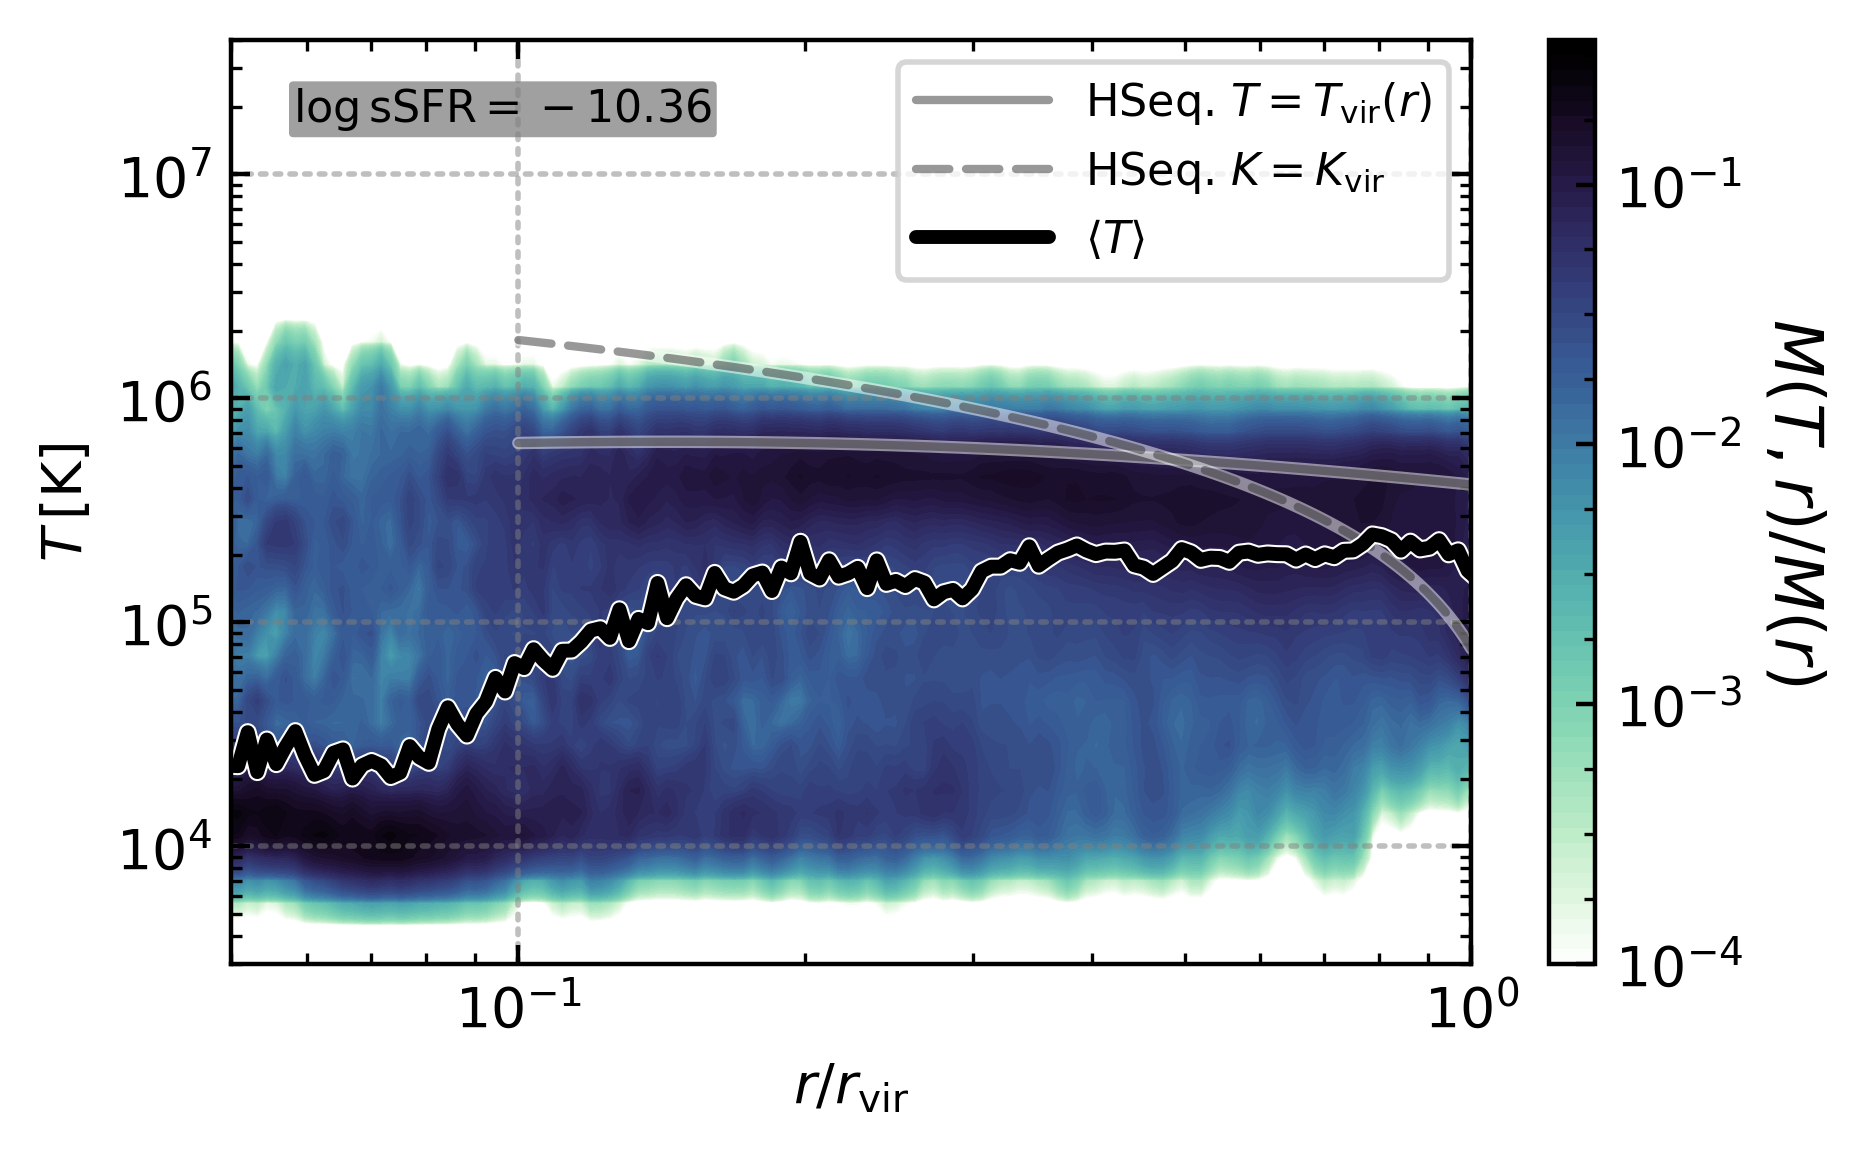 log sSFR = −10.36
HSeq. T = T_vir(r)
HSeq. K = K_vir
⟨T⟩
10^7
10^6
10^5
10^4
T [K]
10^−1
10^0
r/r_vir
10^−1
10^−2
10^−3
10^−4
M(T, r)/M(r)